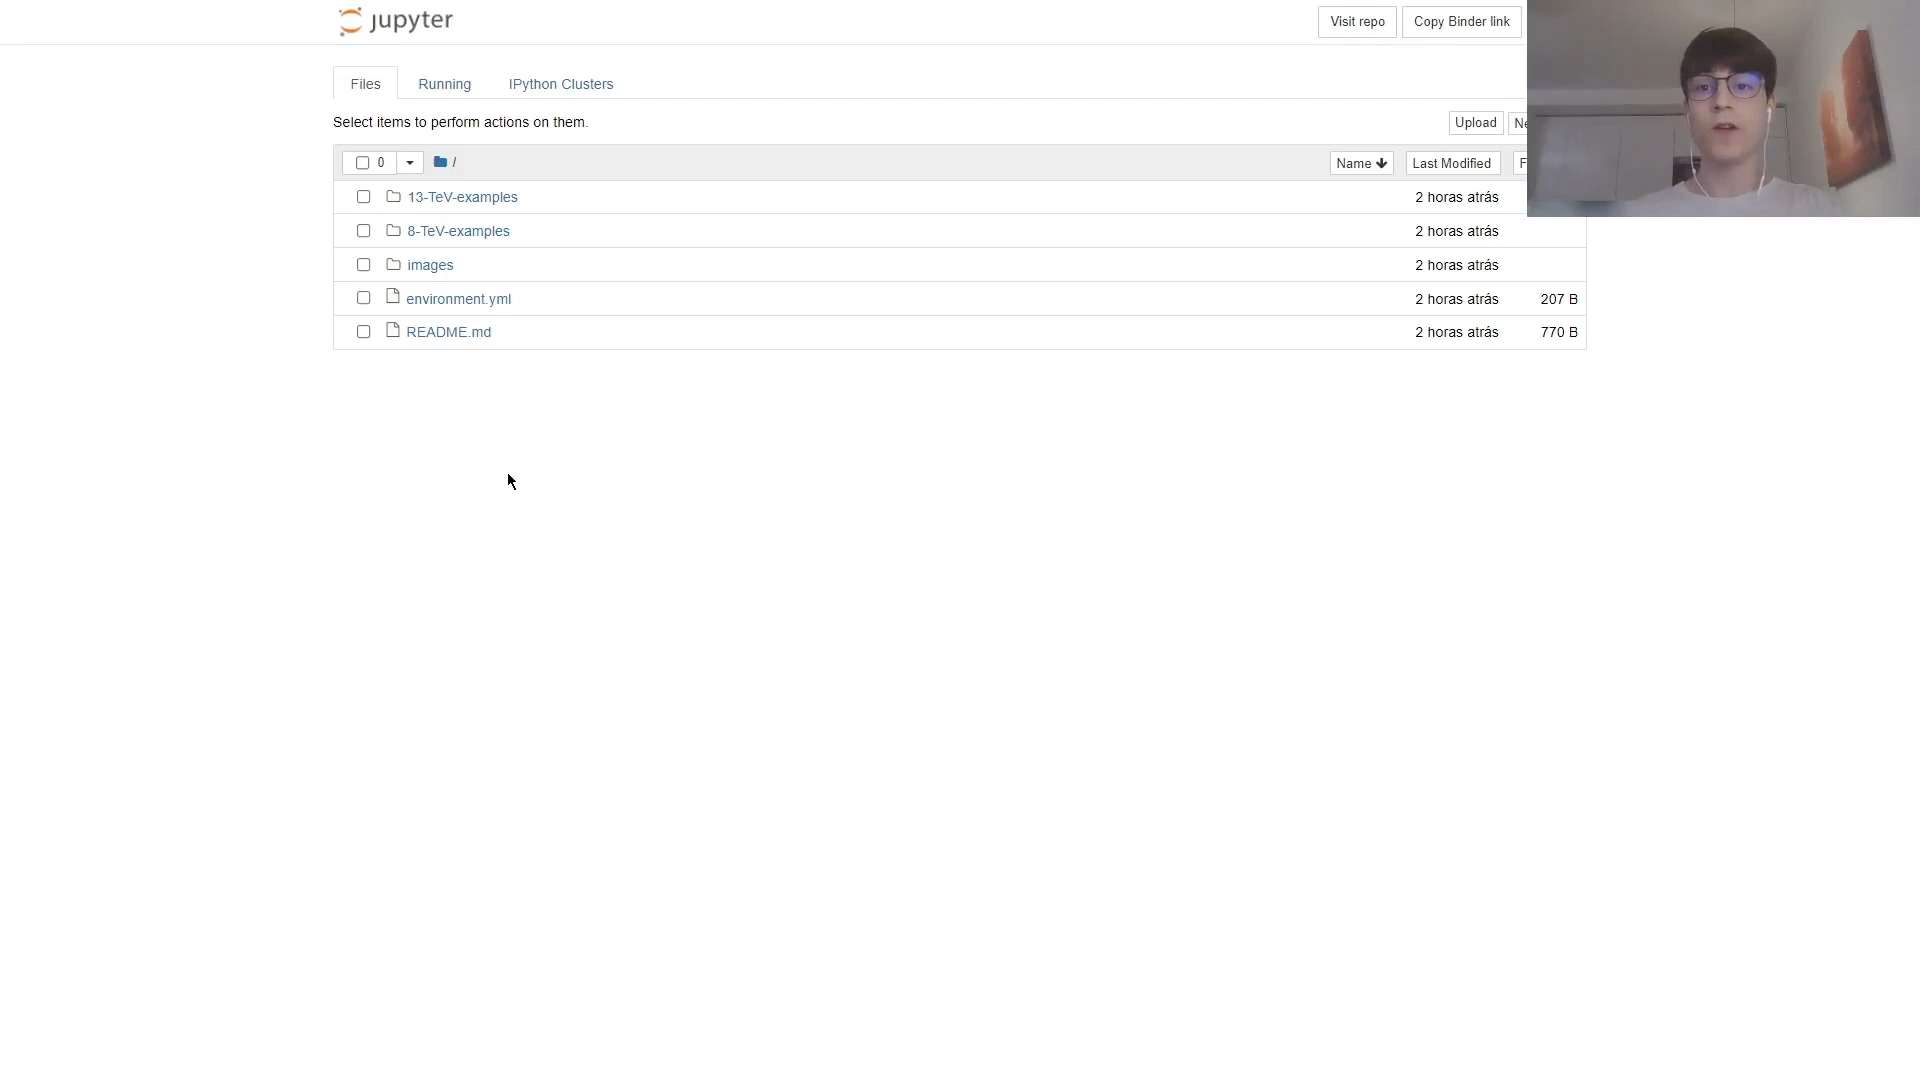 jupyter
Visit repo
Copy Binder link
Files
Running
IPython Clusters
Select items to perform actions on them.
Upload
0
/
Name
Last Modified
13-TeV-examples
2 horas atrás
8-TeV-examples
2 horas atrás
images
2 horas atrás
environment.yml
2 horas atrás
207 B
README.md
2 horas atrás
770 B